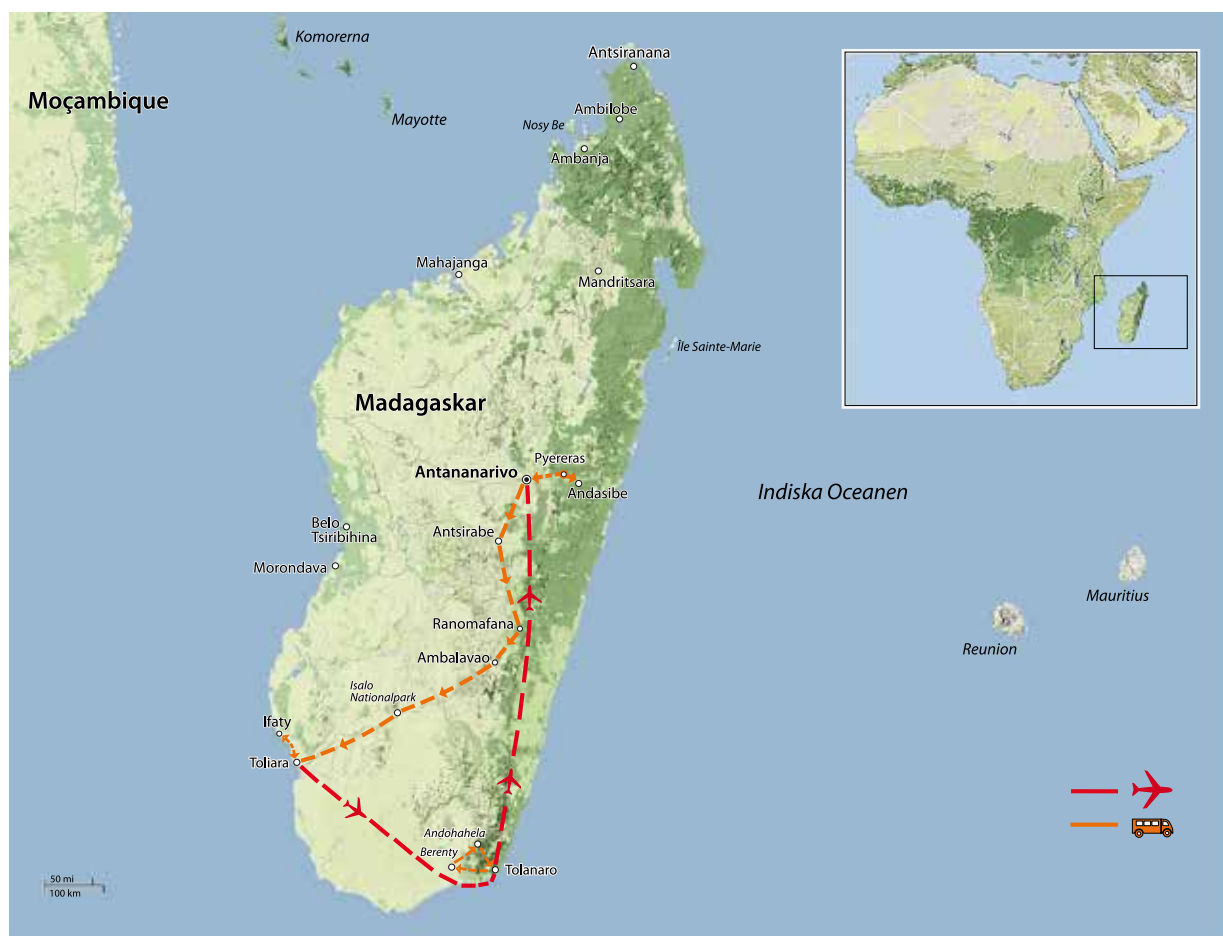 Komorerna
Moçambique
Mayotte
Antsiranana
Ambilobe
Nosy Be
Ambanja
Mahajanga
Mandritsara
Île Sainte-Marie
Madagaskar
Pyereras
Antananarivo
Andasibe
Indiska Oceanen
Belo
Tsiribihina
Antsirabe
Morondava
Mauritius
Ranomafana
Reunion
Ambalavao
Isalo
Nationalpark
Ifaty
Toliara
Andohahela
Berenty
Tolanaro
50 mi
100 km